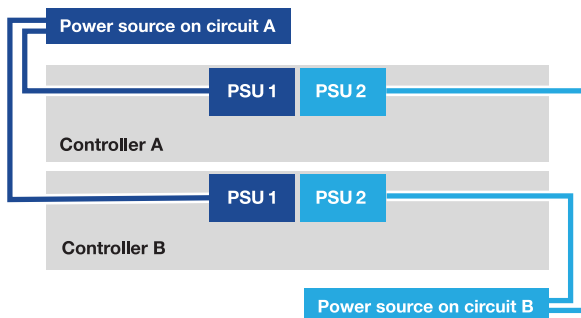 Power source on circuit A
PSU 1
PSU 2
Controller A
PSU 1
PSU 2
Controller B
Power source on circuit B